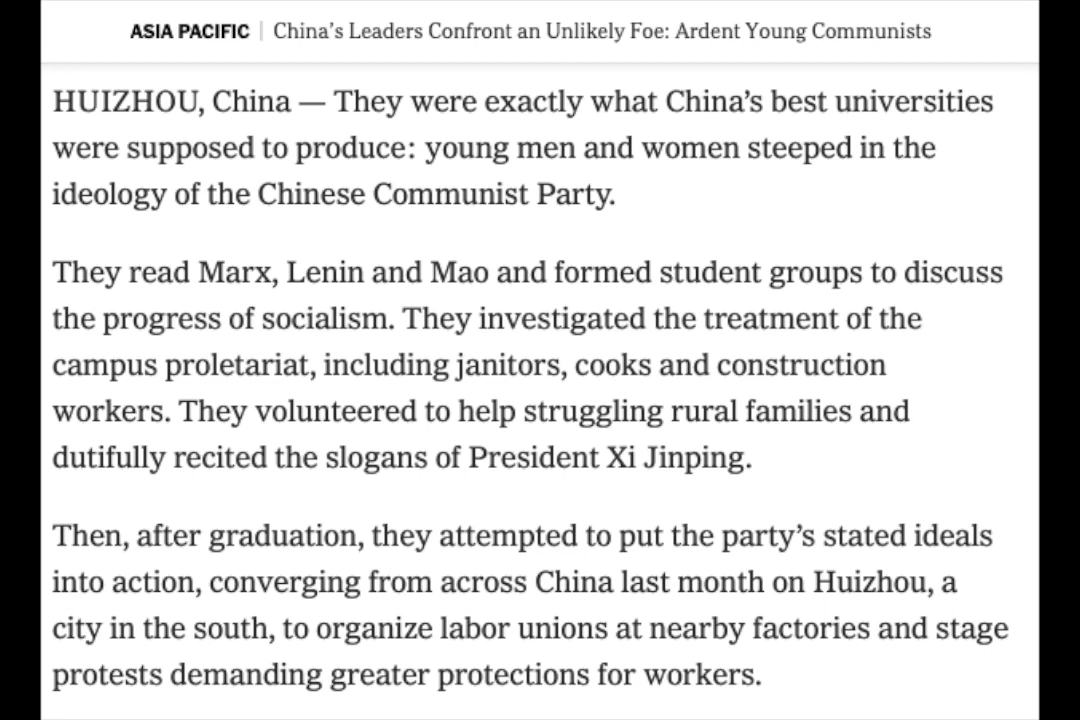 ASIA PACIFIC | China’s Leaders Confront an Unlikely Foe: Ardent Young Communists
HUIZHOU, China — They were exactly what China’s best universities
were supposed to produce: young men and women steeped in the
ideology of the Chinese Communist Party.
They read Marx, Lenin and Mao and formed student groups to discuss
the progress of socialism. They investigated the treatment of the
campus proletariat, including janitors, cooks and construction
workers. They volunteered to help struggling rural families and
dutifully recited the slogans of President Xi Jinping.
Then, after graduation, they attempted to put the party’s stated ideals
into action, converging from across China last month on Huizhou, a
city in the south, to organize labor unions at nearby factories and stage
protests demanding greater protections for workers.